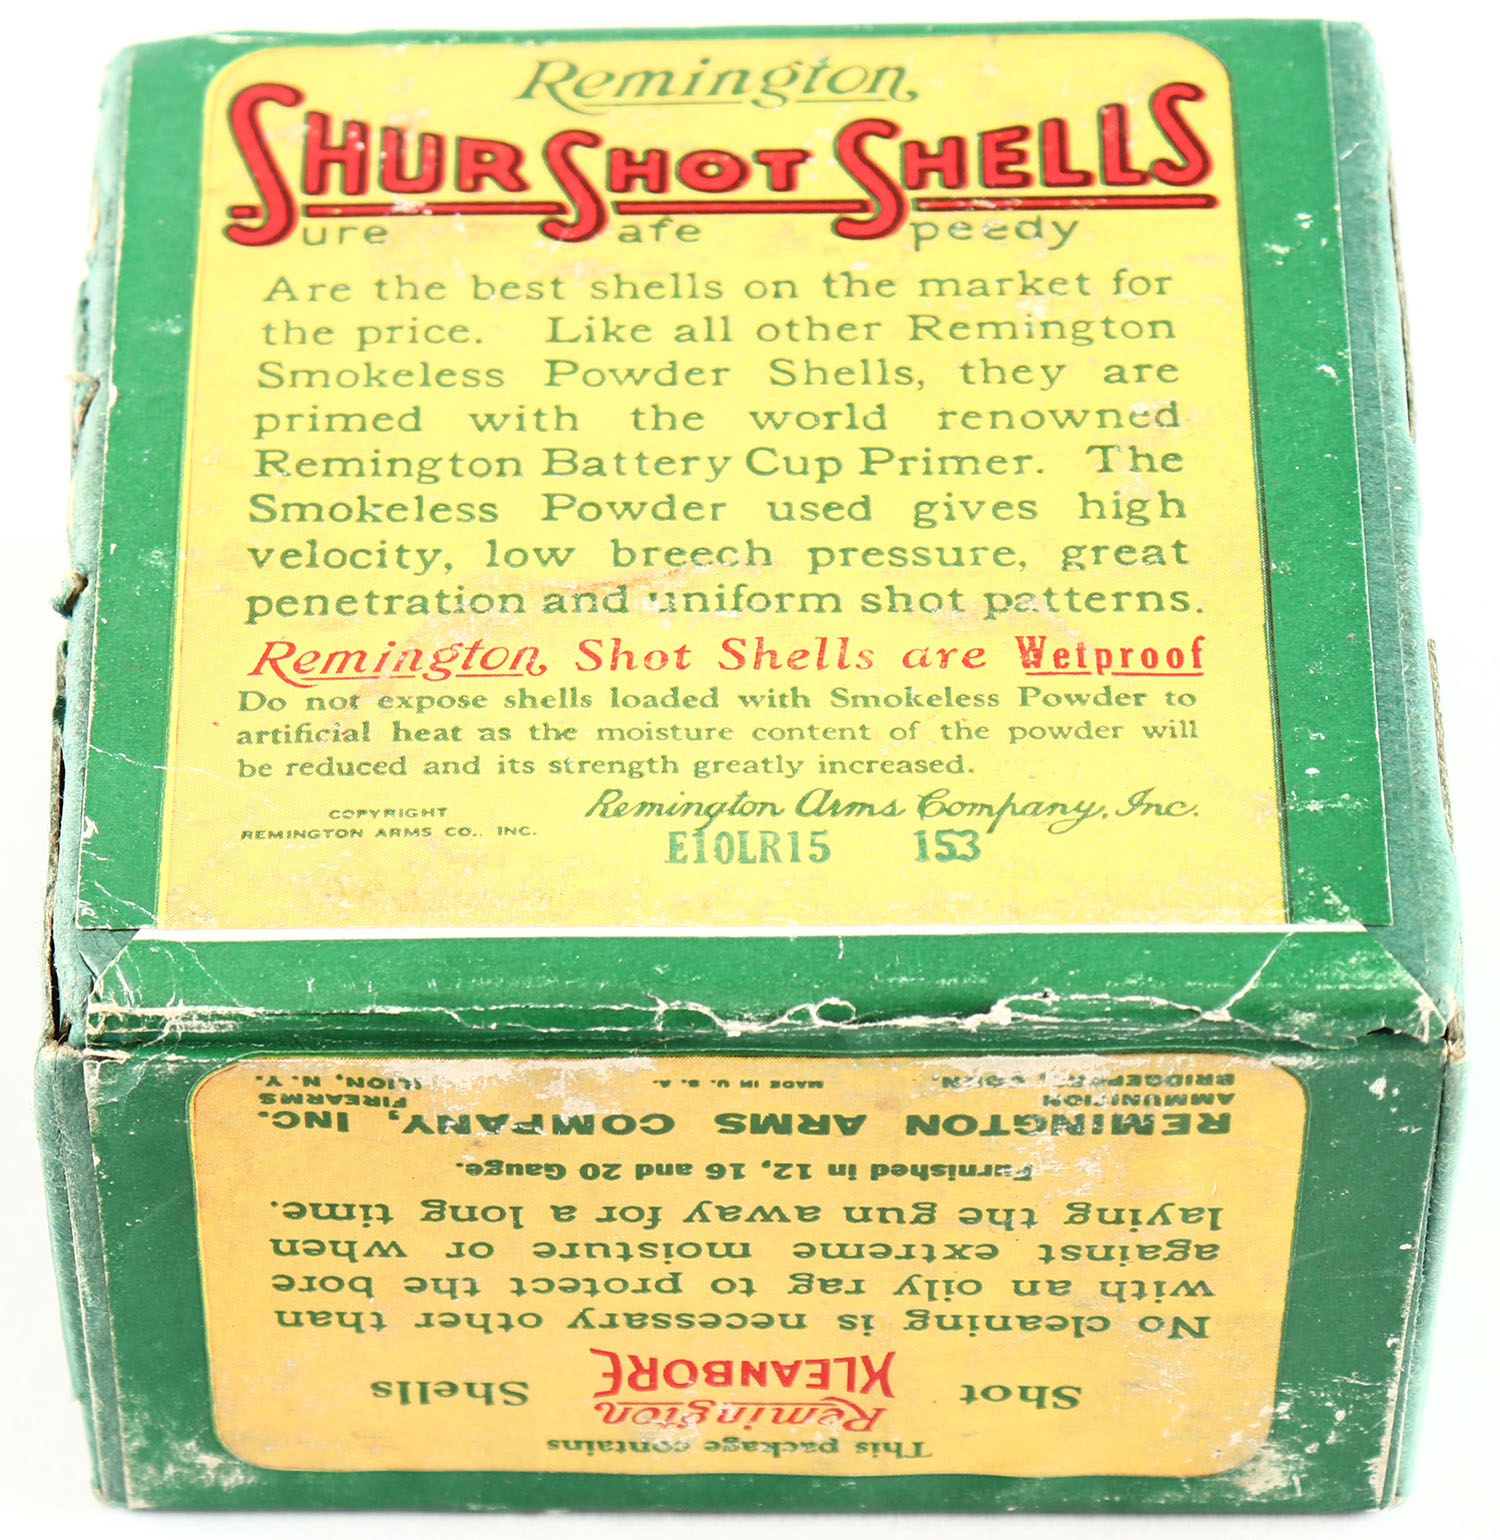 Remington,
SHUR SHOT SHELLS
Sure Safe Speedy
Are the best shells on the market for
the price. Like all other Remington
Smokeless Powder Shells, they are
primed with the world renowned
Remington Battery Cup Primer. The
Smokeless Powder used gives high
velocity, low breech pressure, great
penetration and uniform shot patterns.
Remington, Shot Shells are Wetproof
Do not expose shells loaded with Smokeless Powder to
artificial heat as the moisture content of the powder will
be reduced and its strength greatly increased.
COPYRIGHT
REMINGTON ARMS CO., INC.
Remington Arms Company, Inc.
E10LR15 153
This package contains
Remington
Shot KLEANBORE Shells
No cleaning is necessary other than
with an oily rag to protect the bore
against extreme moisture or when
laying the gun away for a long time.
Furnished in 12, 16 and 20 Gauge.
REMINGTON ARMS COMPANY, INC.
AMMUNITION FIREARMS
BRIDGEPORT, CONN. MADE IN U. S. A. ILION, N. Y.